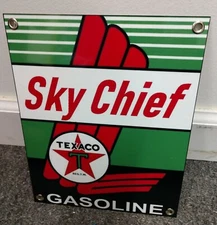 Sky Chief
TEXACO
T
GASOLINE